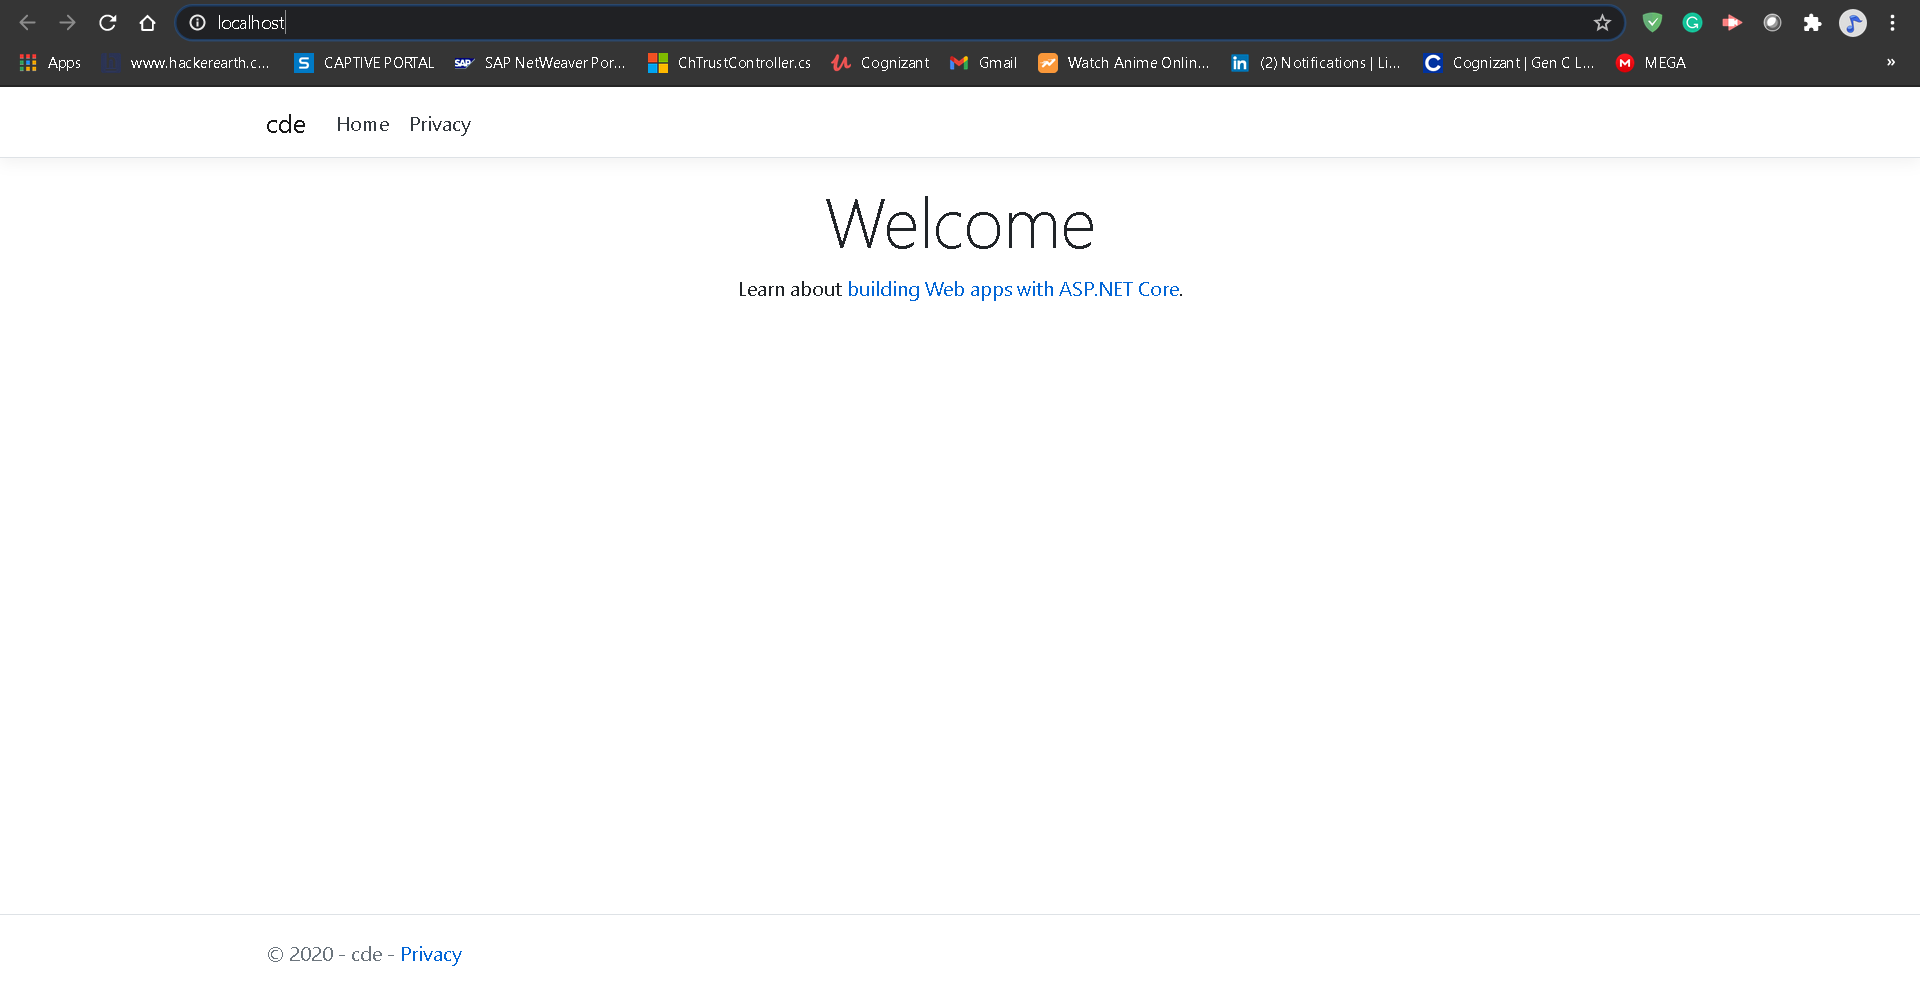 localhost
Apps www.hackerearth.c... S CAPTIVE PORTAL SAP SAP NetWeaver Por... ChTrustController.cs Cognizant Gmail Watch Anime Onlin... in (2) Notifications | Li... C Cognizant | Gen C L... M MEGA »
cde Home Privacy
Welcome
Learn about building Web apps with ASP.NET Core.
© 2020 - cde - Privacy